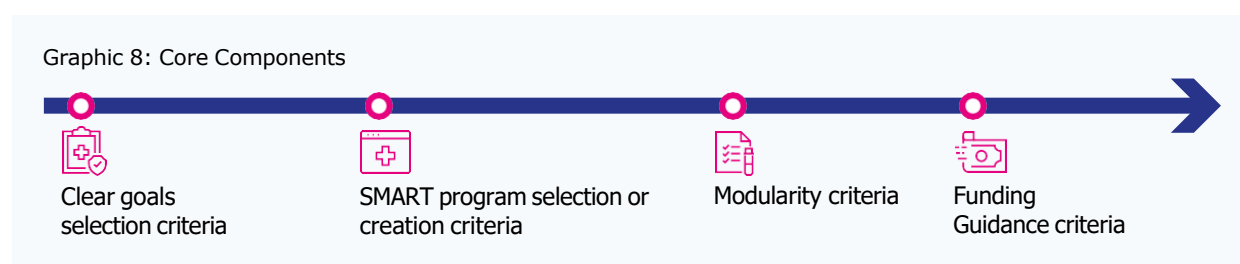 Graphic 8: Core Components
Clear goals
selection criteria
SMART program selection or
creation criteria
Modularity criteria
Funding
Guidance criteria